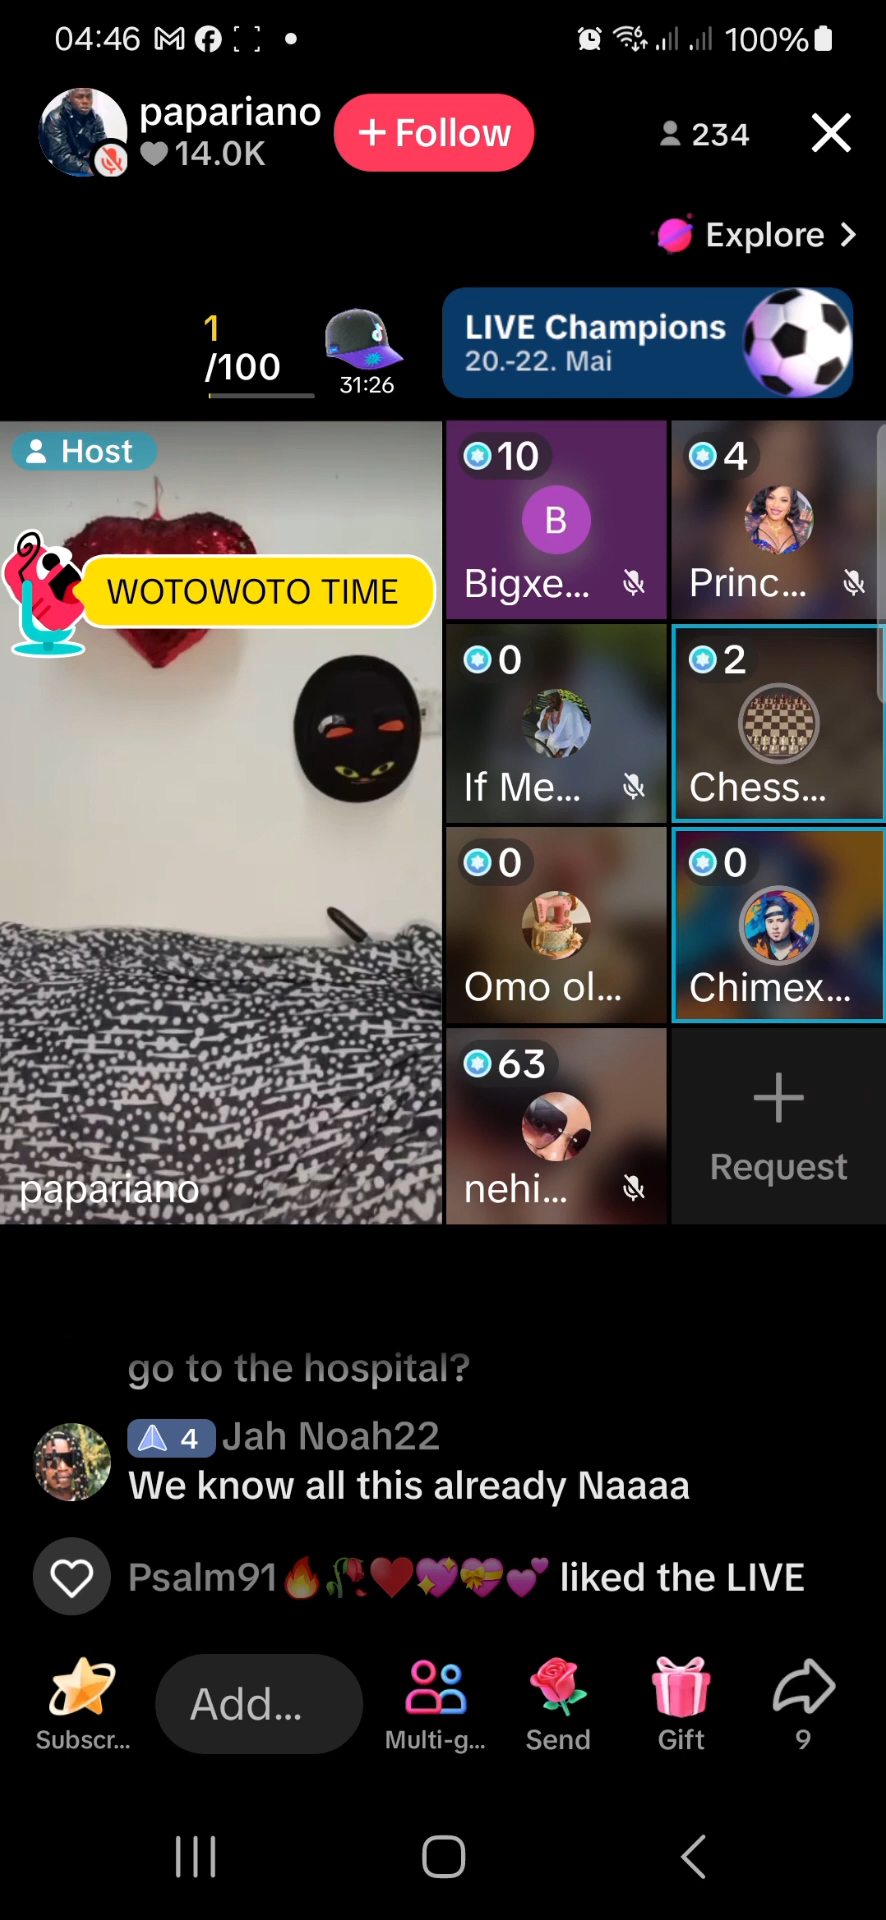 04:46
100%
papariano
14.0K
+ Follow
234
Explore
1
/100
31:26
LIVE Champions
20.-22. Mai
Host
WOTOWOTO TIME
papariano
10
B
Bigxe...
4
Princ...
0
If Me...
2
Chess...
0
Omo ol...
0
Chimex...
63
nehi...
Request
go to the hospital?
4 Jah Noah22
We know all this already Naaaa
Psalm91🔥🥀❤️💖💝💕 liked the LIVE
Subscr...
Add...
Multi-g...
Send
Gift
9